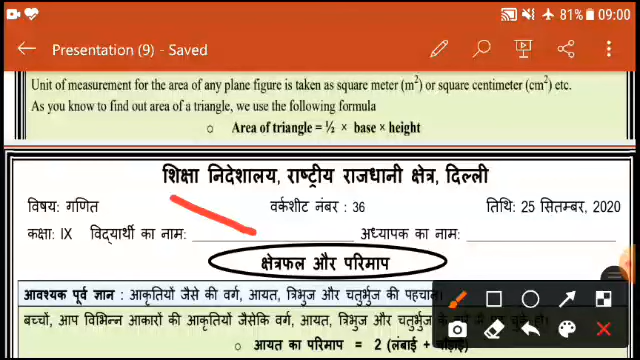 81% 09:00
Presentation (9) - Saved
Unit of measurement for the area of any plane figure is taken as square meter (m²) or square centimeter (cm²) etc.
As you know to find out area of a triangle, we use the following formula
○ Area of triangle = ½ × base × height
शिक्षा निदेशालय, राष्ट्रीय राजधानी क्षेत्र, दिल्ली
विषय: गणित वर्कशीट नंबर : 36 तिथि: 25 सितम्बर, 2020
कक्षा: IX विद्यार्थी का नाम: अध्यापक का नाम:
क्षेत्रफल और परिमाप
आवश्यक पूर्व ज्ञान : आकृतियों जैसे की वर्ग, आयत, त्रिभुज और चतुर्भुज की पहचान
बच्चों, आप विभिन्न आकारों की आकृतियों जैसेकि वर्ग, आयत, त्रिभुज और चतुर्भुज के
○ आयत का परिमाप = 2 (लंबाई +